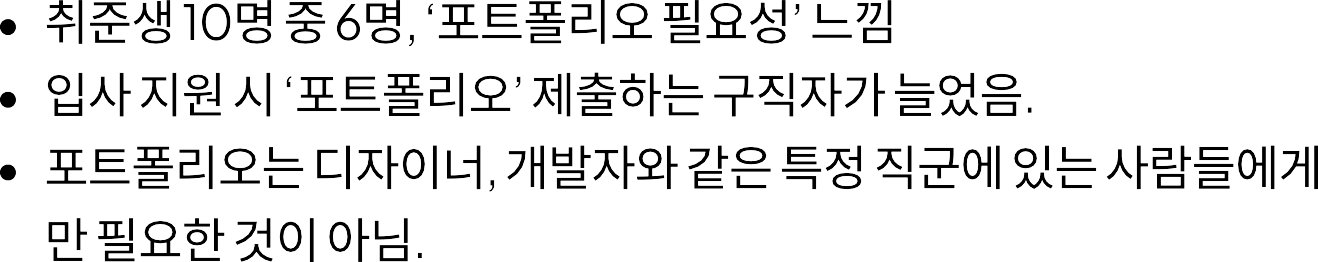 • 취준생 10명 중 6명, ‘포트폴리오 필요성’ 느낌
• 입사 지원 시 ‘포트폴리오’ 제출하는 구직자가 늘었음.
• 포트폴리오는 디자이너, 개발자와 같은 특정 직군에 있는 사람들에게
만 필요한 것이 아님.